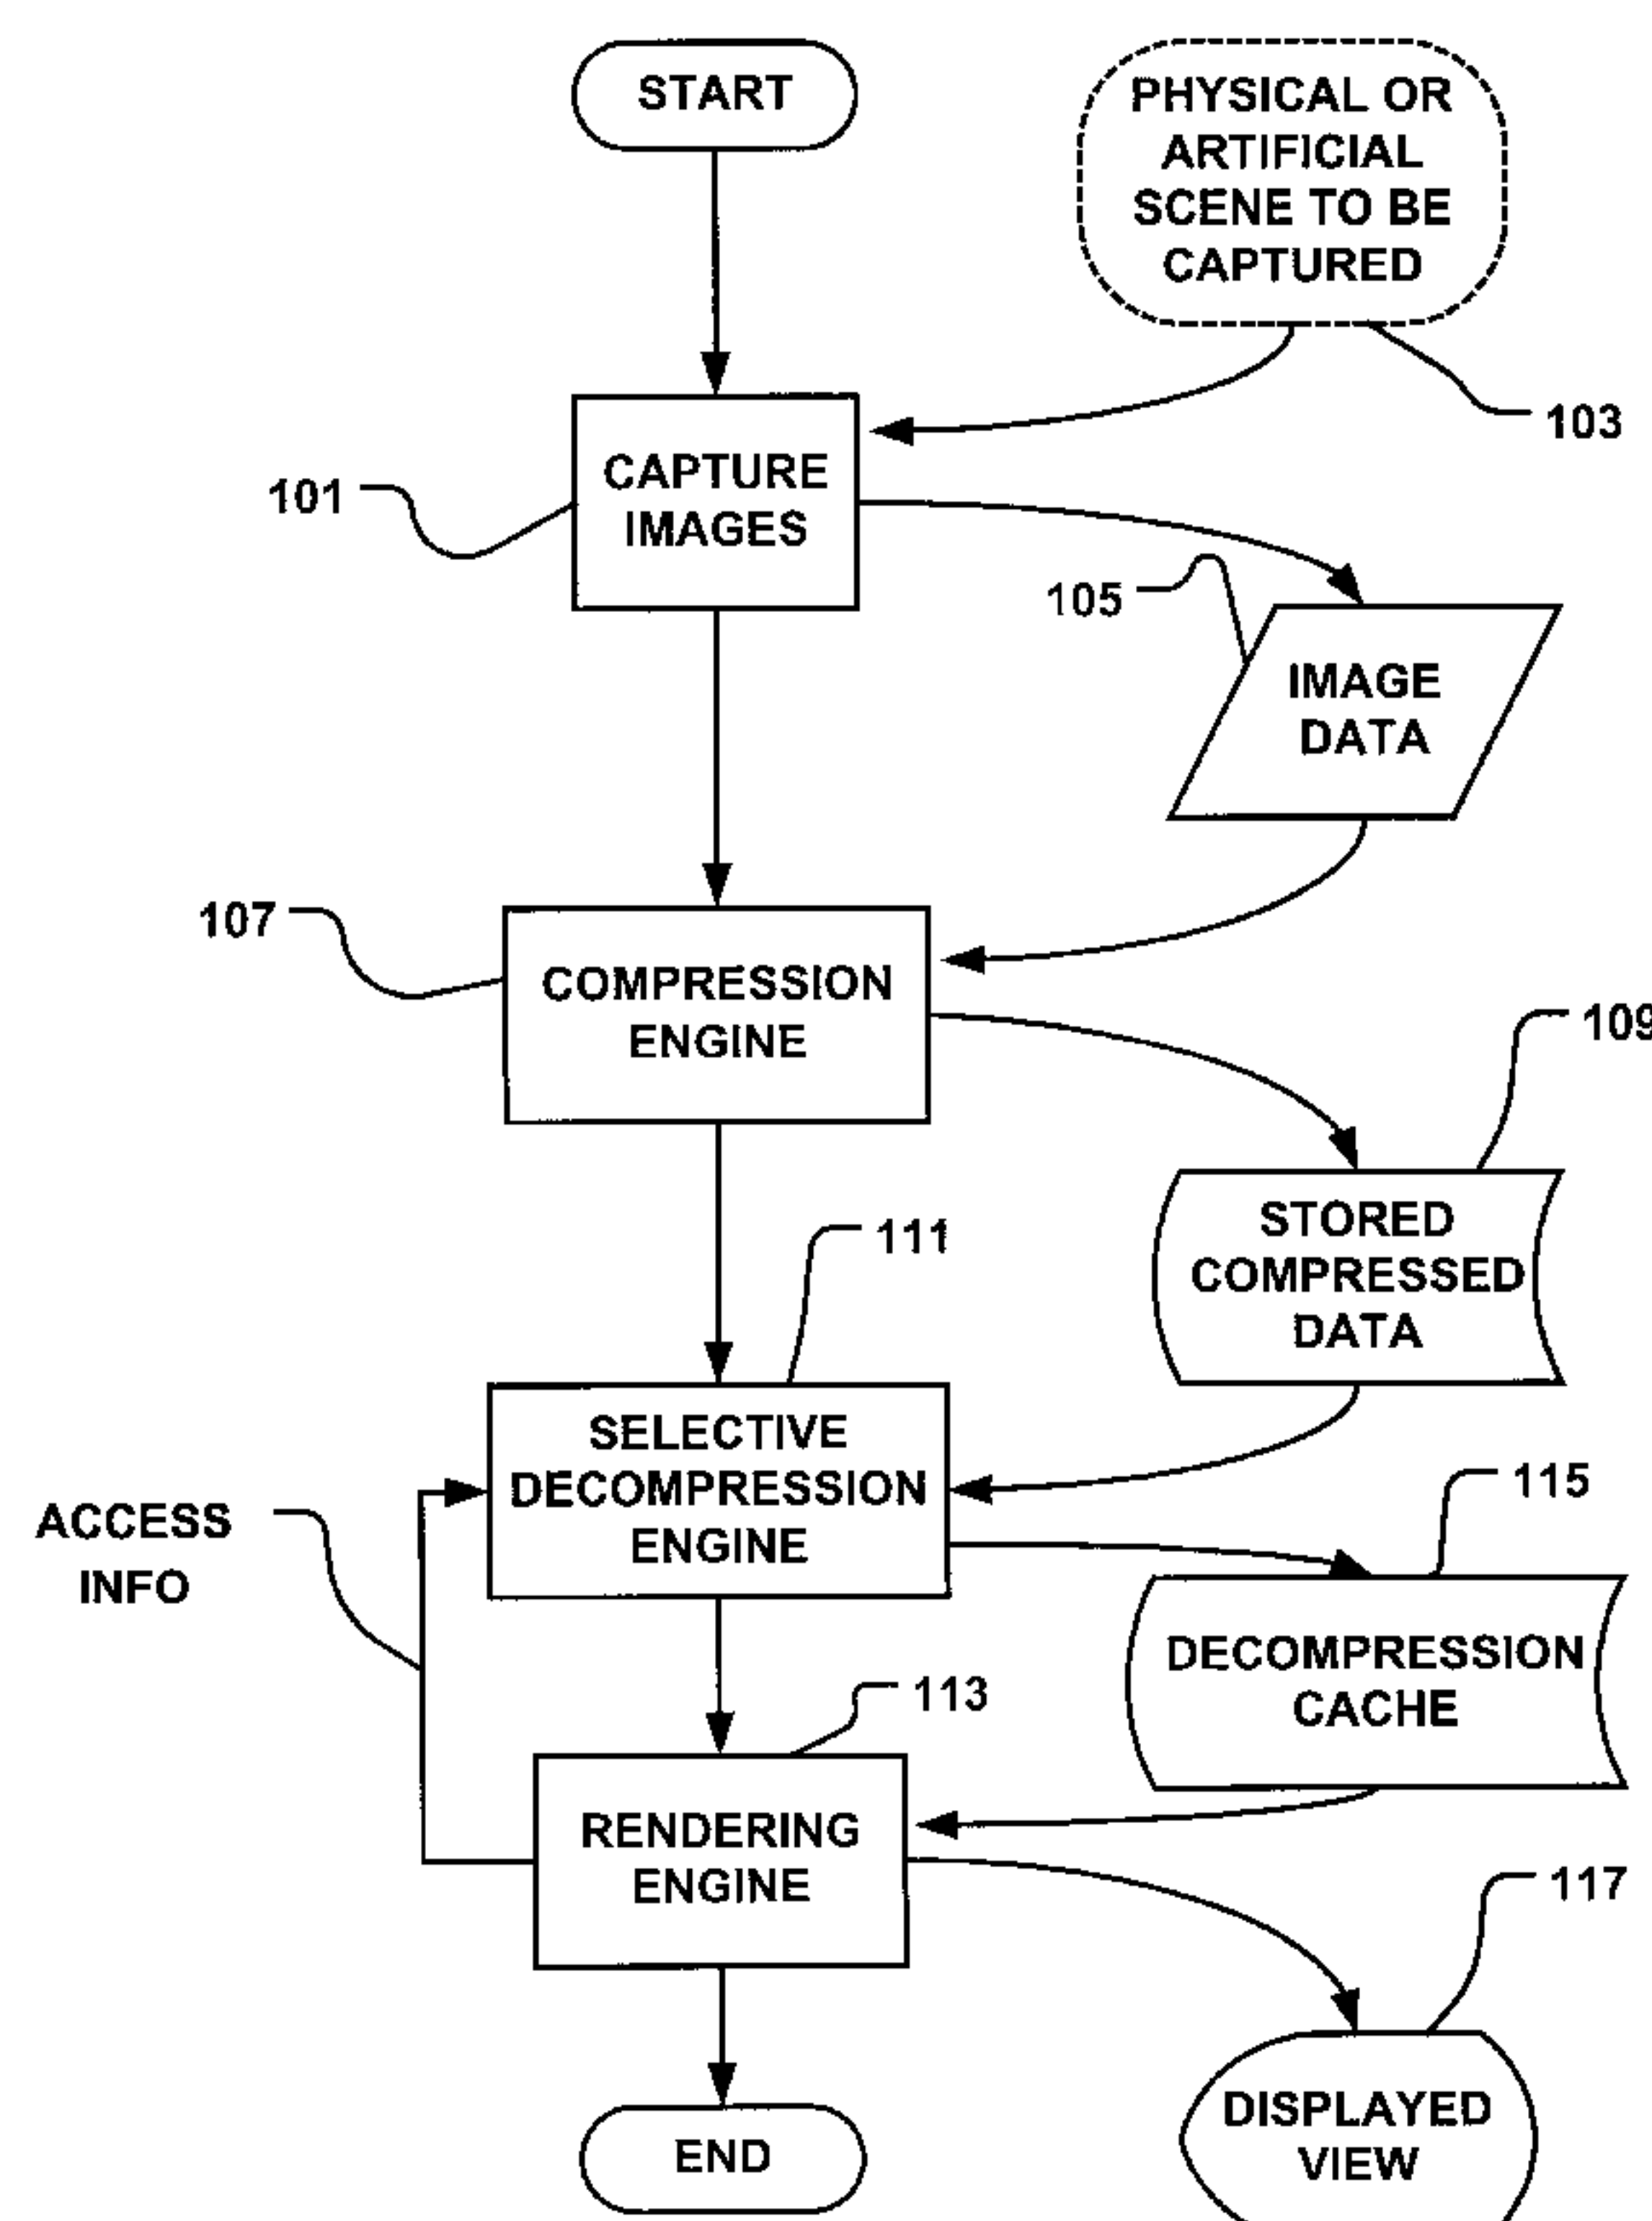 START
PHYSICAL OR
ARTIFICIAL
SCENE TO BE
CAPTURED
103
CAPTURE
IMAGES
101
105
IMAGE
DATA
107
COMPRESSION
ENGINE
109
STORED
COMPRESSED
DATA
111
SELECTIVE
DECOMPRESSION
ENGINE
ACCESS
INFO
115
DECOMPRESSION
CACHE
113
RENDERING
ENGINE
117
DISPLAYED
VIEW
END